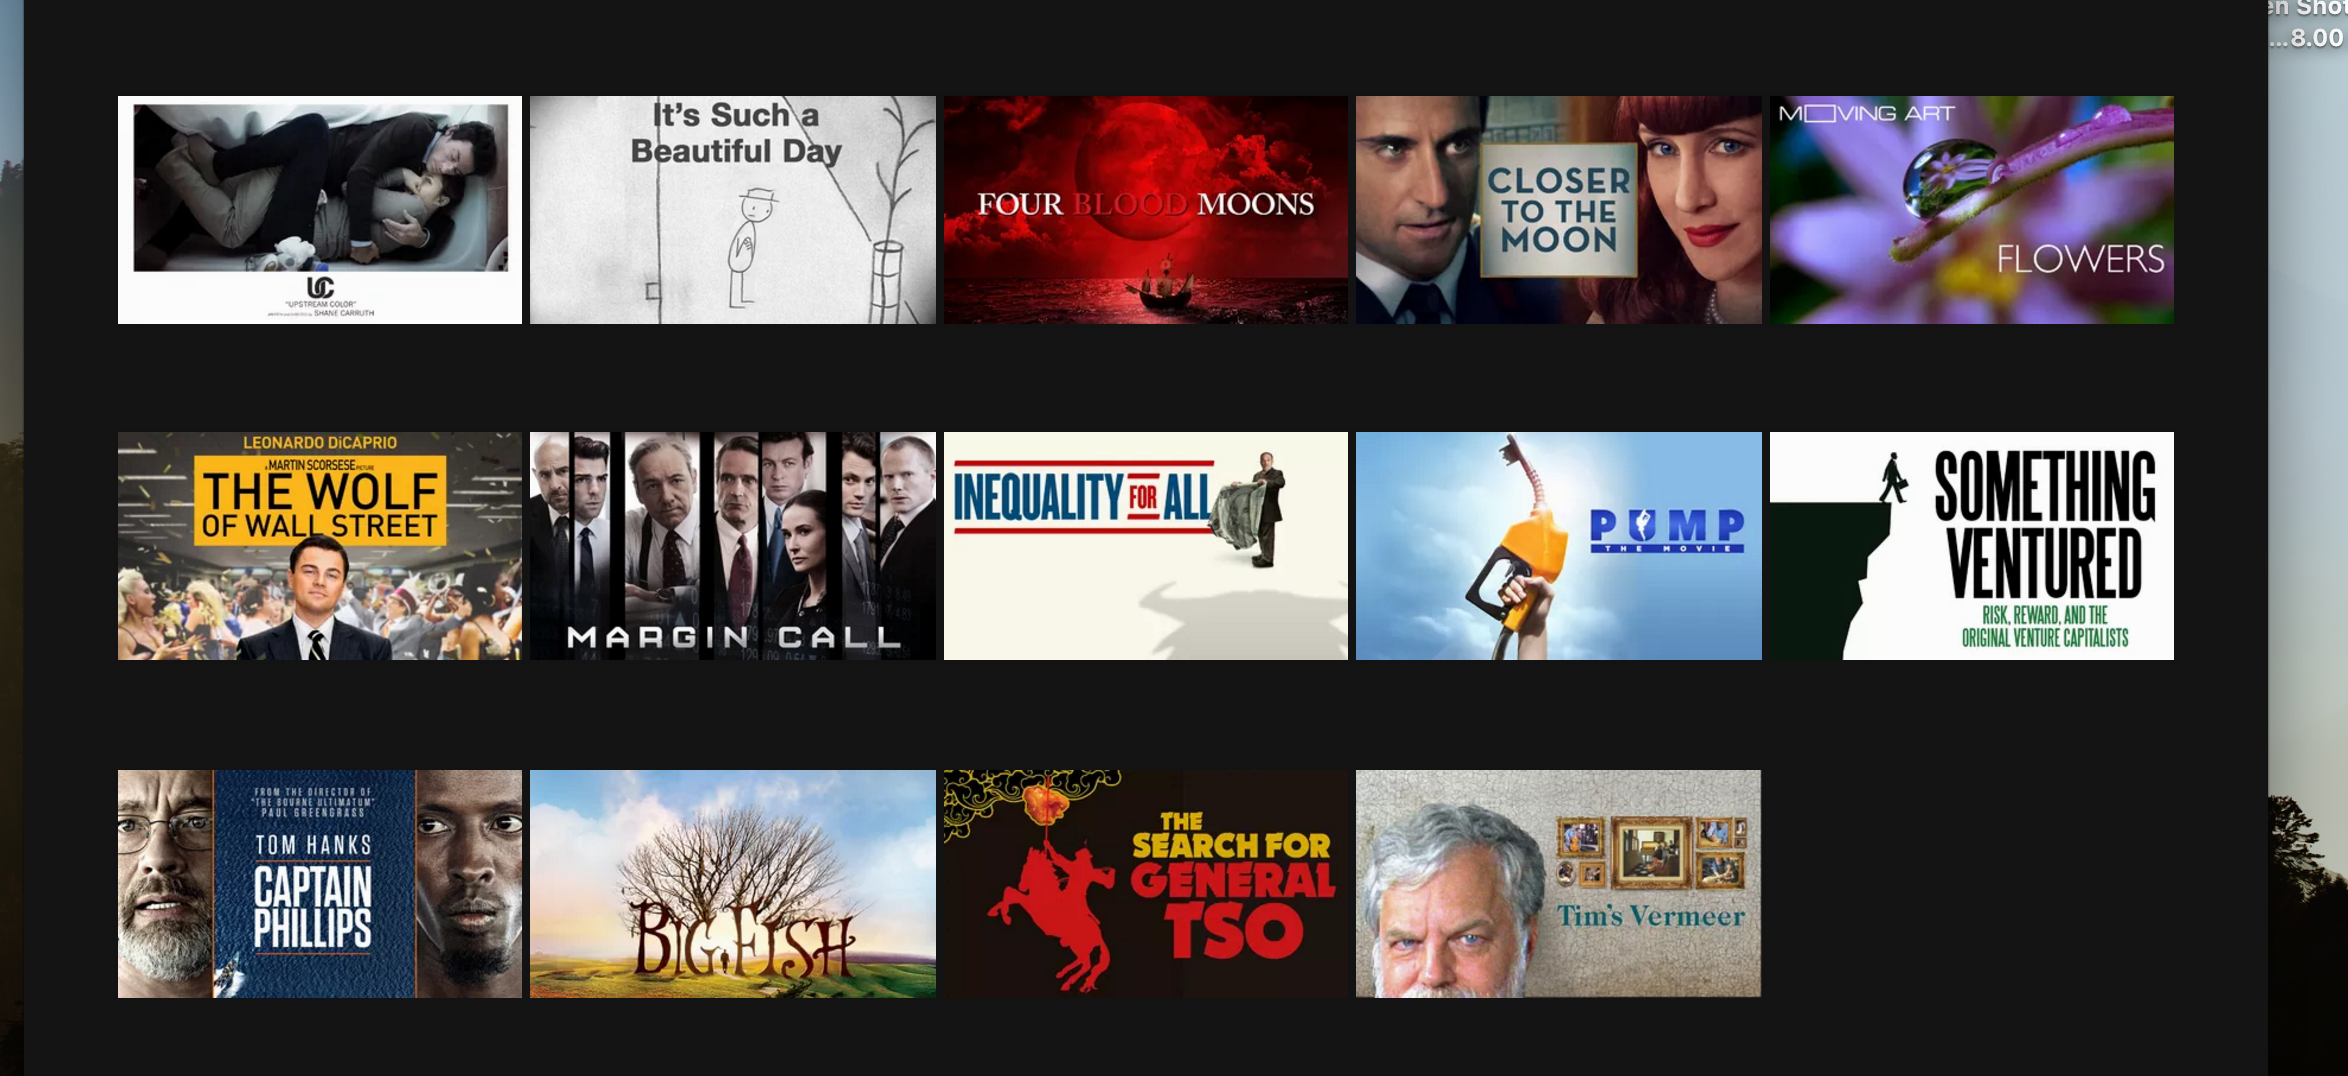 en Shot
...8.00
UC
"UPSTREAM COLOR"
SHANE CARRUTH
It's Such a
Beautiful Day
FOUR BLOOD MOONS
CLOSER
TO THE
MOON
MOVING ART
FLOWERS
LEONARDO DiCAPRIO
A MARTIN SCORSESE PICTURE
THE WOLF
OF WALL STREET
MARGIN CALL
INEQUALITY FOR ALL
PUMP
THE MOVIE
SOMETHING
VENTURED
RISK, REWARD, AND THE
ORIGINAL VENTURE CAPITALISTS
FROM THE DIRECTOR OF
"THE BOURNE ULTIMATUM"
PAUL GREENGRASS
TOM HANKS
CAPTAIN
PHILLIPS
BIG FISH
THE
SEARCH FOR
GENERAL
TSO
Tim's Vermeer